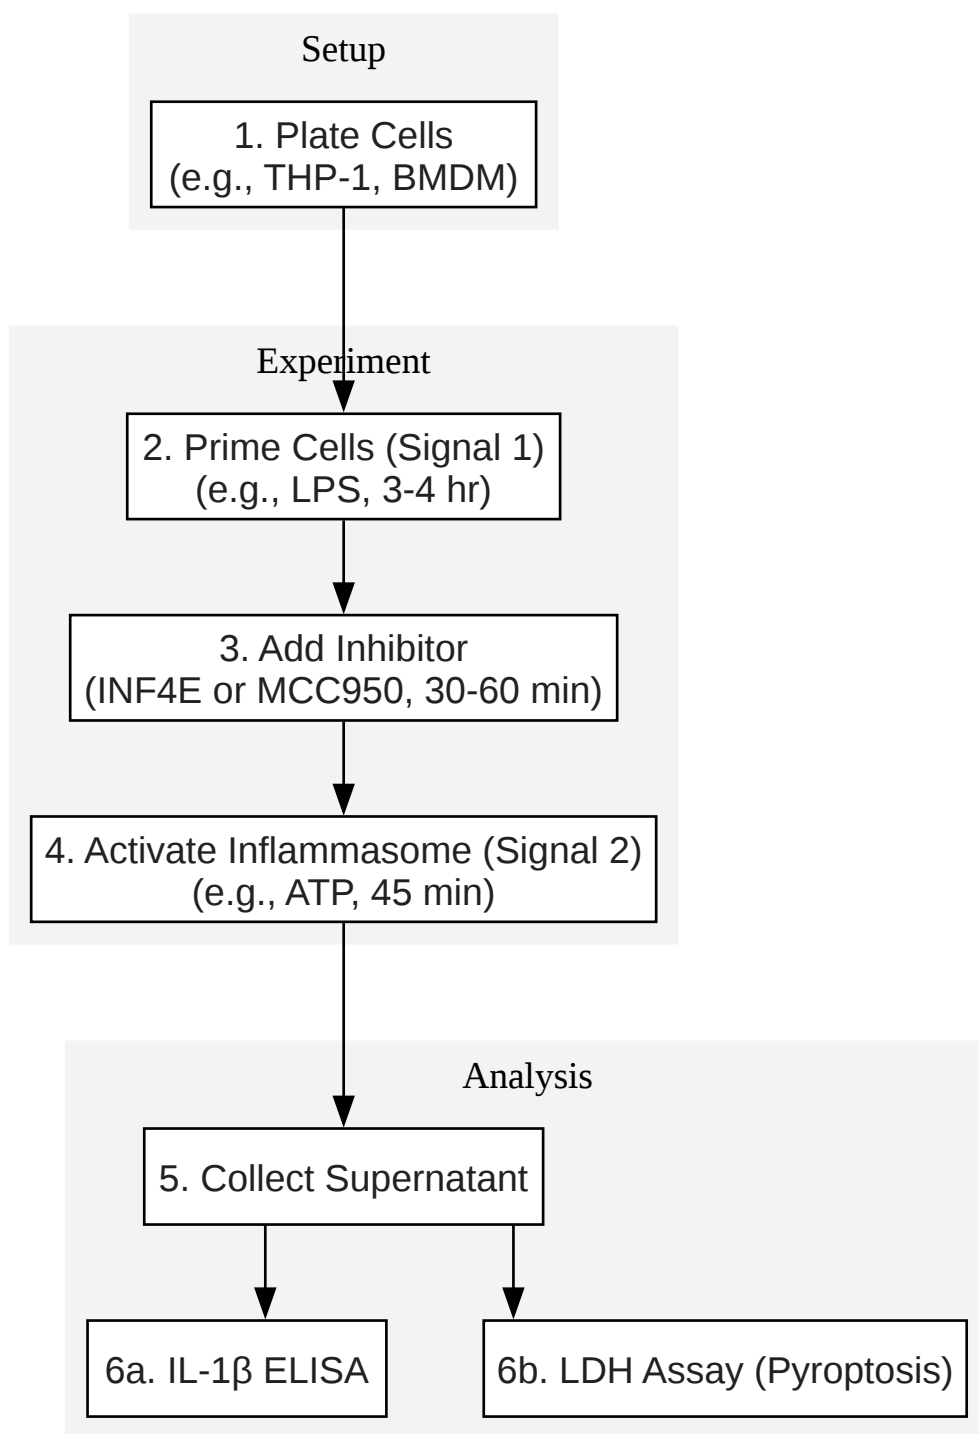 Setup
1. Plate Cells
(e.g., THP-1, BMDM)
Experiment
2. Prime Cells (Signal 1)
(e.g., LPS, 3-4 hr)
3. Add Inhibitor
(INF4E or MCC950, 30-60 min)
4. Activate Inflammasome (Signal 2)
(e.g., ATP, 45 min)
Analysis
5. Collect Supernatant
6a. IL-1β ELISA
6b. LDH Assay (Pyroptosis)